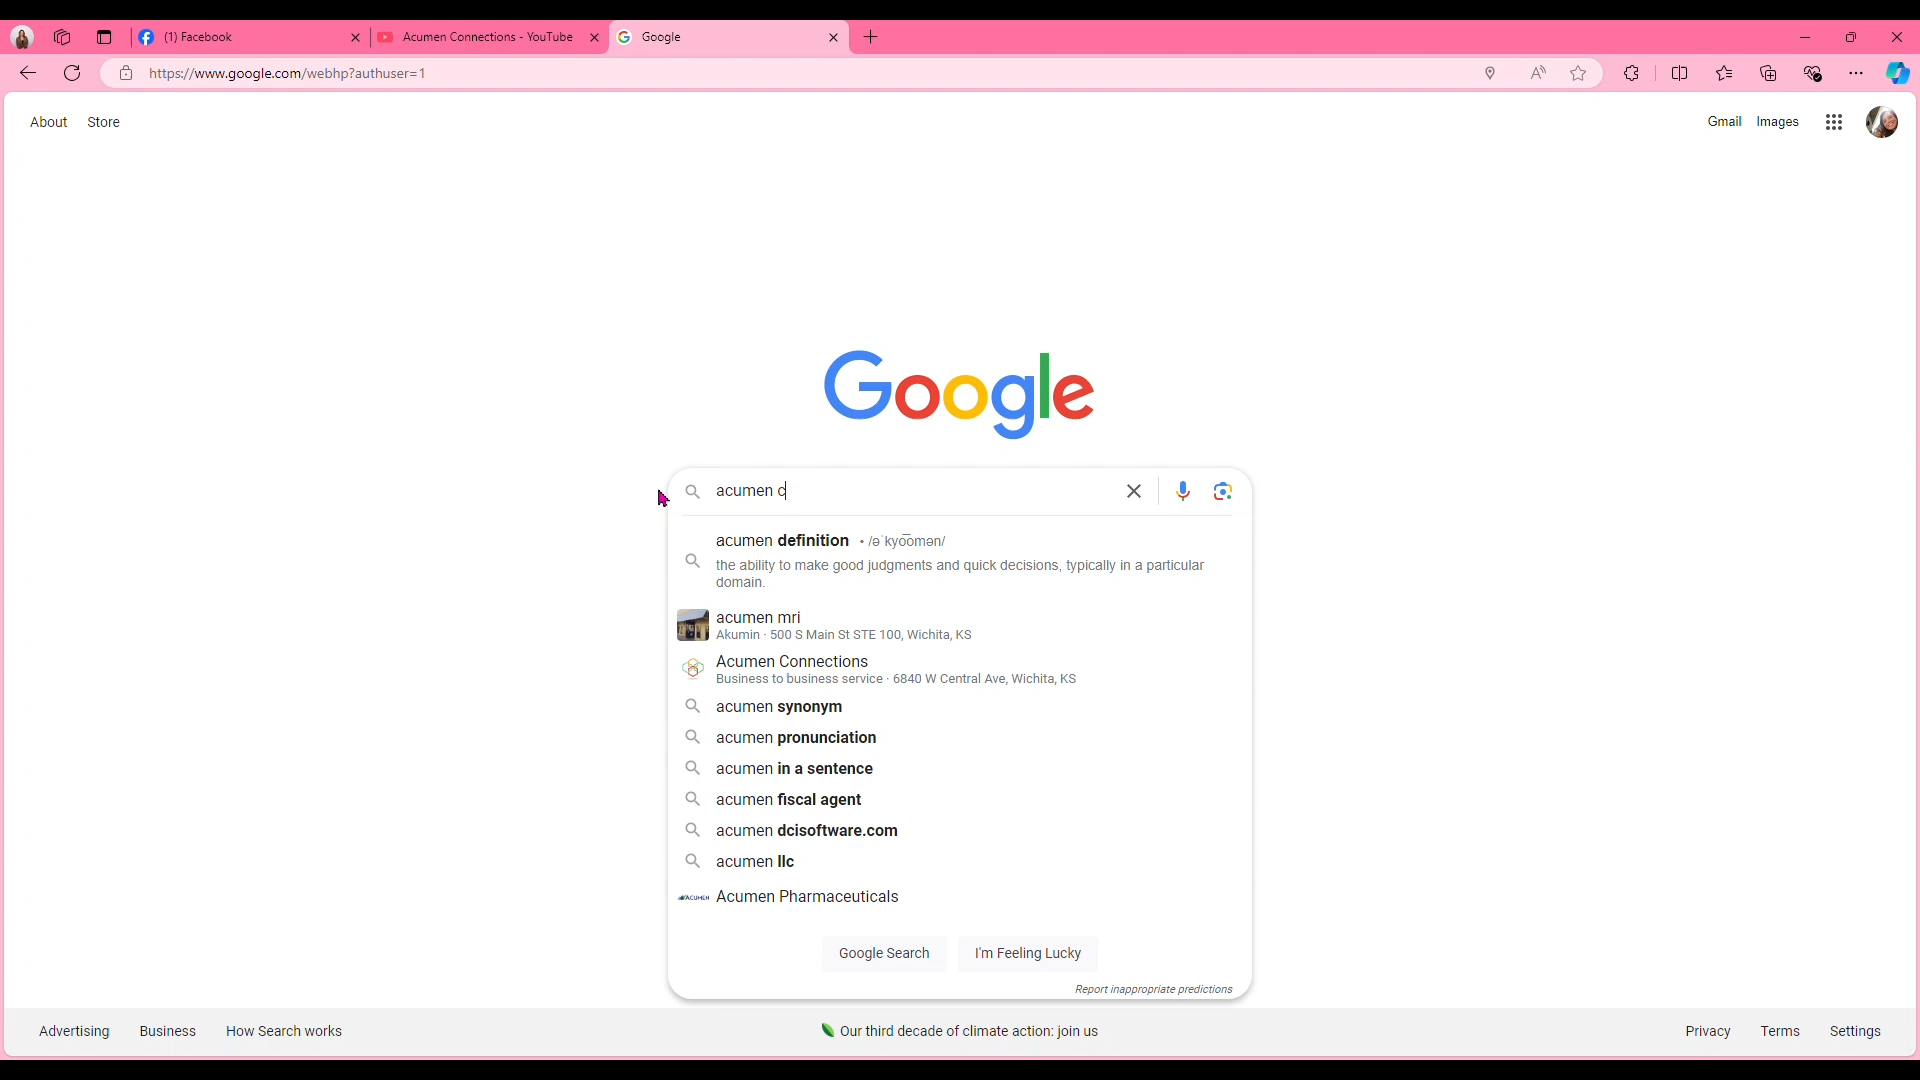 (1) Facebook
Acumen Connections - YouTube
Google
https://www.google.com/webhp?authuser=1
About
Store
Gmail
Images
Google
acumen c
acumen definition • /əˈkyo͞omən/
the ability to make good judgments and quick decisions, typically in a particular
domain.
acumen mri
Akumin · 500 S Main St STE 100, Wichita, KS
Acumen Connections
Business to business service · 6840 W Central Ave, Wichita, KS
acumen synonym
acumen pronunciation
acumen in a sentence
acumen fiscal agent
acumen dcisoftware.com
acumen llc
ACUMEN
Acumen Pharmaceuticals
Google Search
I'm Feeling Lucky
Report inappropriate predictions
Advertising
Business
How Search works
Our third decade of climate action: join us
Privacy
Terms
Settings